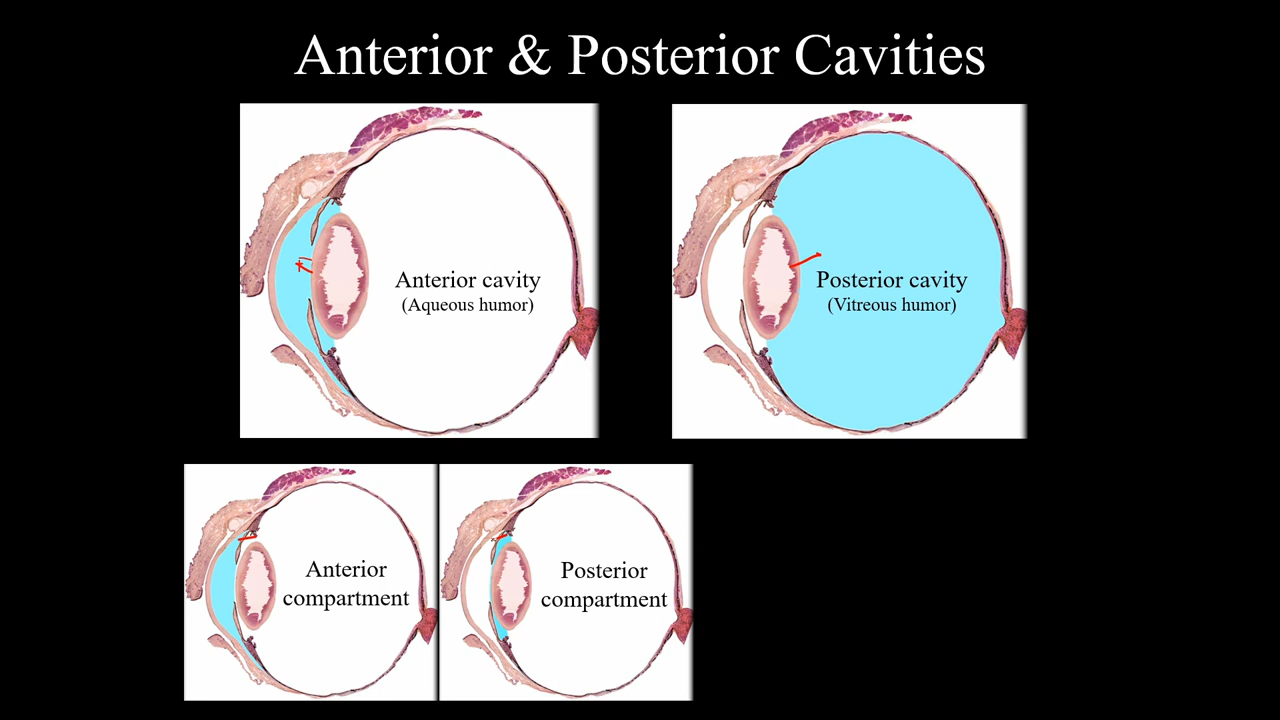 Anterior & Posterior Cavities
Anterior cavity
(Aqueous humor)
Posterior cavity
(Vitreous humor)
Anterior
compartment
Posterior
compartment